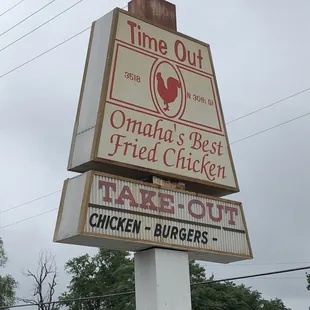 Time Out
3518 N 30th St
Omaha's Best
Fried Chicken
TAKE-OUT
CHICKEN - BURGERS -